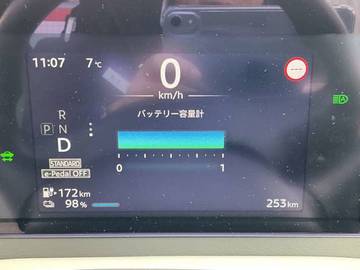 11:07 7℃
0
km/h
バッテリー容量計
R
P N
D
0 1
STANDARD
e-Pedal OFF
172km
98% 253km